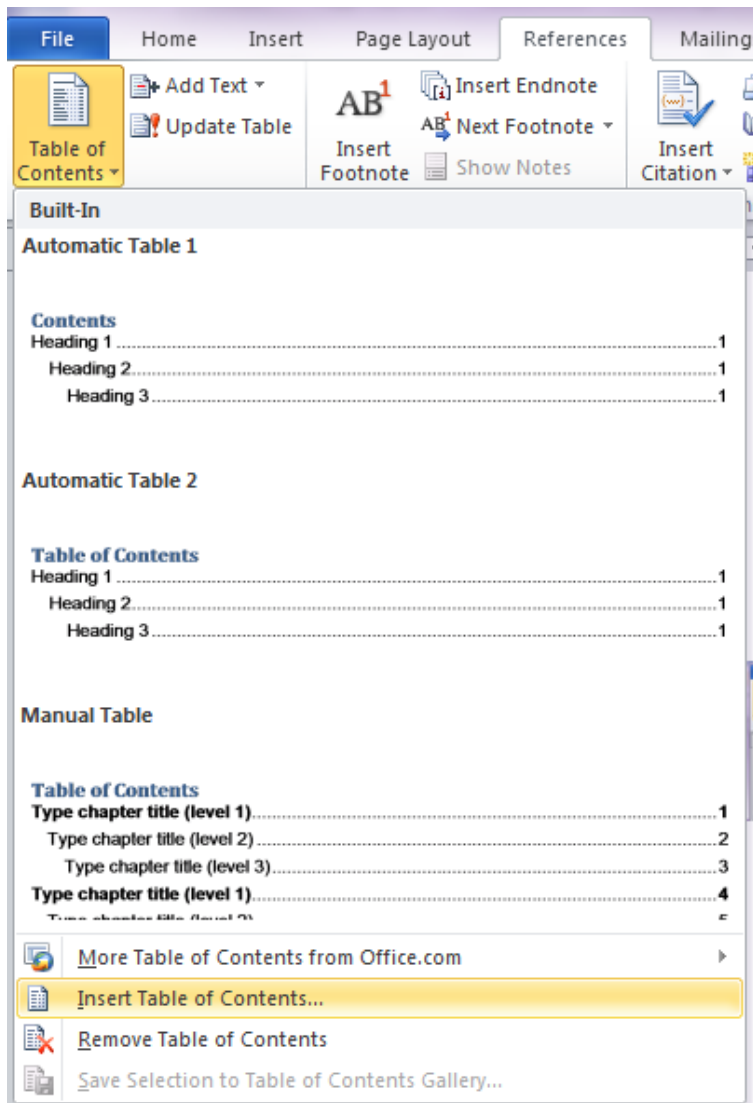 File Home Insert Page Layout References Mailing
Add Text
Update Table
Table of
Contents
AB1
Insert
Footnote
Insert Endnote
AB1 Next Footnote
Show Notes
Insert
Citation
Built-In
Automatic Table 1
Contents
Heading 1 ........ 1
Heading 2 ........ 1
Heading 3 ........ 1
Automatic Table 2
Table of Contents
Heading 1 ........ 1
Heading 2 ........ 1
Heading 3 ........ 1
Manual Table
Table of Contents
Type chapter title (level 1) ........ 1
Type chapter title (level 2) ........ 2
Type chapter title (level 3) ........ 3
Type chapter title (level 1) ........ 4
More Table of Contents from Office.com
Insert Table of Contents...
Remove Table of Contents
Save Selection to Table of Contents Gallery...